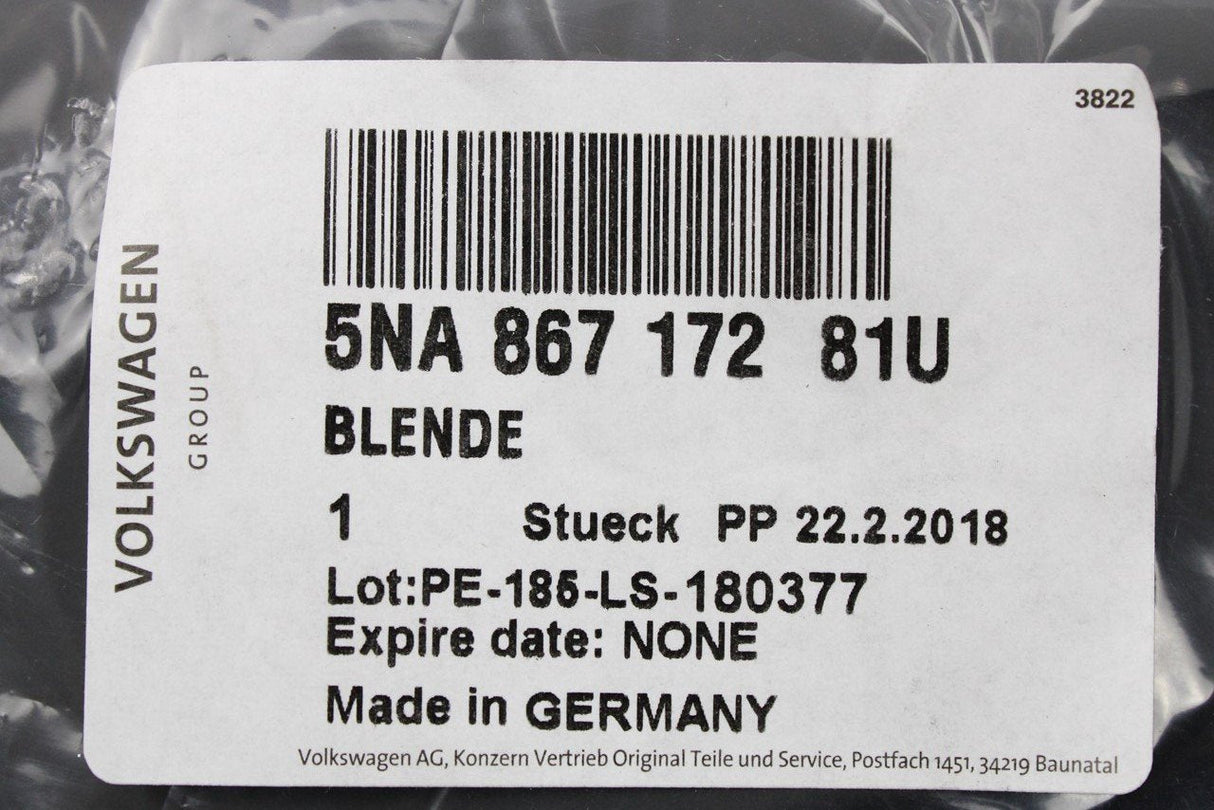 3822
VOLKSWAGEN
GROUP
5NA 867 172 81U
BLENDE
1 Stueck PP 22.2.2018
Lot:PE-185-LS-180377
Expire date: NONE
Made in GERMANY
Volkswagen AG, Konzern Vertrieb Original Teile und Service, Postfach 1451, 34219 Baunatal